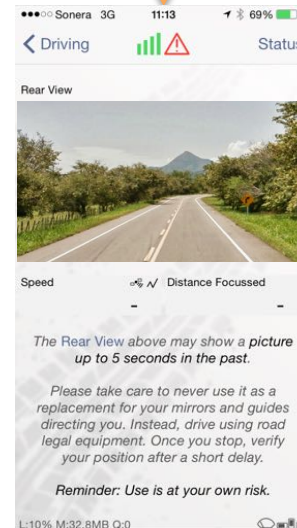 Sonera 3G 11:13 69%
Driving Status
Rear View
Speed Distance Focussed
- -
The Rear View above may show a picture
up to 5 seconds in the past.
Please take care to never use it as a
replacement for your mirrors and guides
directing you. Instead, drive using road
legal equipment. Once you stop, verify
your position after a short delay.
Reminder: Use is at your own risk.
L:10% M:32.8MB Q:0